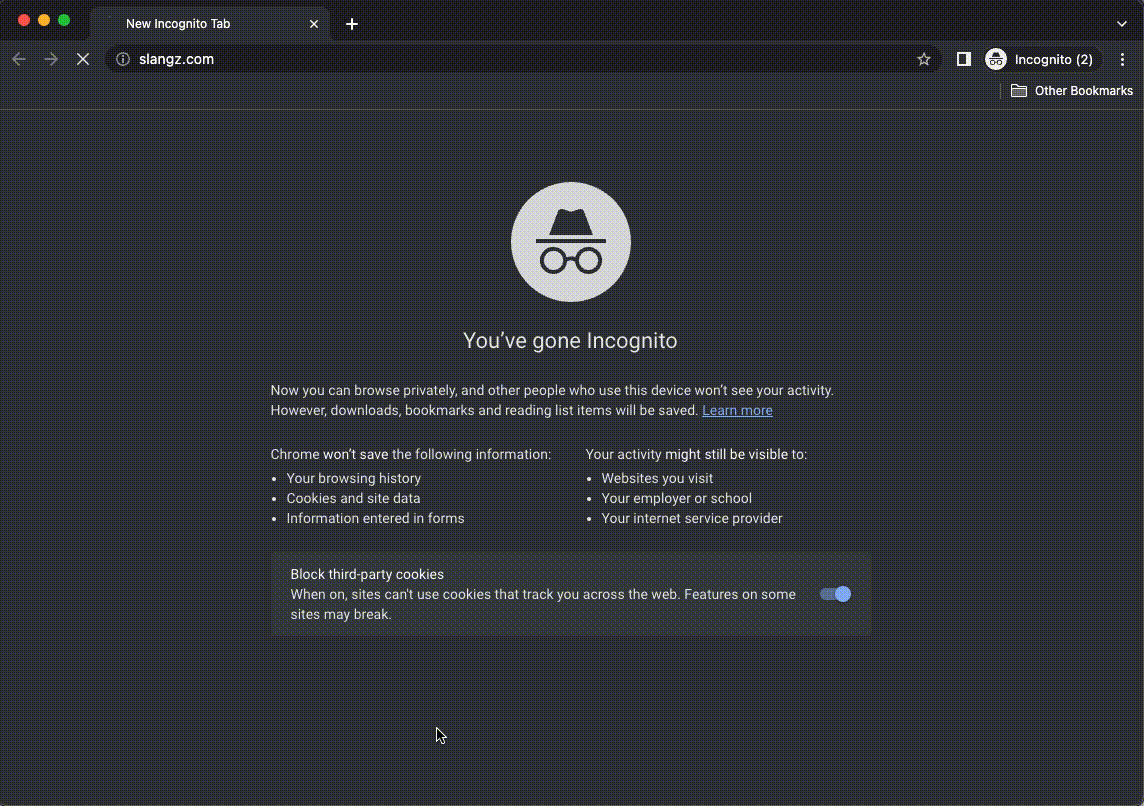 New Incognito Tab
slangz.com
Incognito (2)
Other Bookmarks
You've gone Incognito
Now you can browse privately, and other people who use this device won't see your activity.
However, downloads, bookmarks and reading list items will be saved. Learn more
Chrome won't save the following information:
Your browsing history
Cookies and site data
Information entered in forms
Your activity might still be visible to:
Websites you visit
Your employer or school
Your internet service provider
Block third-party cookies
When on, sites can't use cookies that track you across the web. Features on some
sites may break.